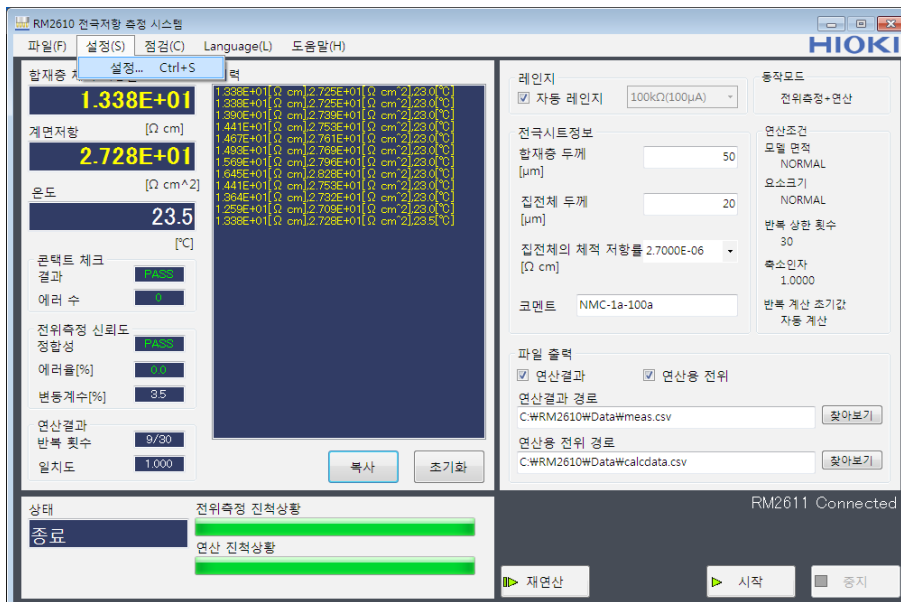 RM2610 전극저항 측정 시스템
파일(F) 설정(S) 점검(C) Language(L) 도움말(H)
HIOKI
설정... Ctrl+S
합재층
1.338E+01
[Ω cm]
계면저항
2.728E+01
[Ω cm^2]
온도
23.5
[℃]
콘택트 체크
결과 PASS
에러 수 0
전위측정 신뢰도
정합성 PASS
에러율[%] 0.0
변동계수[%] 35
연산결과
반복 횟수 9/30
일치도 1.000
력
1.338E+01[Ω cm],2.725E+01[Ω cm^2],23.0[℃]
1.338E+01[Ω cm],2.725E+01[Ω cm^2],23.0[℃]
1.390E+01[Ω cm],2.739E+01[Ω cm^2],23.0[℃]
1.441E+01[Ω cm],2.753E+01[Ω cm^2],23.0[℃]
1.467E+01[Ω cm],2.761E+01[Ω cm^2],23.0[℃]
1.493E+01[Ω cm],2.769E+01[Ω cm^2],23.0[℃]
1.569E+01[Ω cm],2.796E+01[Ω cm^2],23.0[℃]
1.645E+01[Ω cm],2.828E+01[Ω cm^2],23.0[℃]
1.441E+01[Ω cm],2.753E+01[Ω cm^2],23.0[℃]
1.364E+01[Ω cm],2.732E+01[Ω cm^2],23.0[℃]
1.259E+01[Ω cm],2.709E+01[Ω cm^2],23.0[℃]
1.338E+01[Ω cm],2.728E+01[Ω cm^2],23.5[℃]
복사 초기화
레인지
자동 레인지 100kΩ(100μA)
전극시트정보
합재층 두께 50
[μm]
집전체 두께 20
[μm]
집전체의 체적 저항률 2.7000E-06
[Ω cm]
코멘트 NMC-1a-100a
동작모드
전위측정+연산
연산조건
모델 면적
NORMAL
요소크기
NORMAL
반복 상한 횟수
30
축소인자
1.0000
반복 계산 초기값
자동 계산
파일 출력
연산결과 연산용 전위
연산결과 경로
C:₩RM2610₩Data₩meas.csv 찾아보기
연산용 전위 경로
C:₩RM2610₩Data₩calcdata.csv 찾아보기
상태
종료
전위측정 진척상황
연산 진척상황
RM2611 Connected
재연산 시작 중지